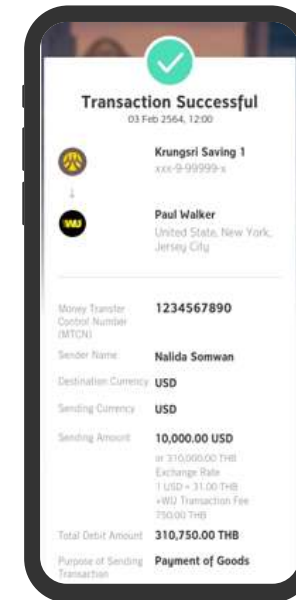 Transaction Successful
03 Feb 2564, 12:00
Krungsri Saving 1
xxx-9-99999-x
↓
WU
Paul Walker
United State, New York,
Jersey City
Money Transfer
Control Number
(MTCN)
1234567890
Sender Name
Nalida Somwan
Destination Currency
USD
Sending Currency
USD
Sending Amount
10,000.00 USD
or 310,000.00 THB
Exchange Rate
1 USD = 31.00 THB
+WU Transaction Fee
750.00 THB
Total Debit Amount
310,750.00 THB
Purpose of Sending
Transaction
Payment of Goods